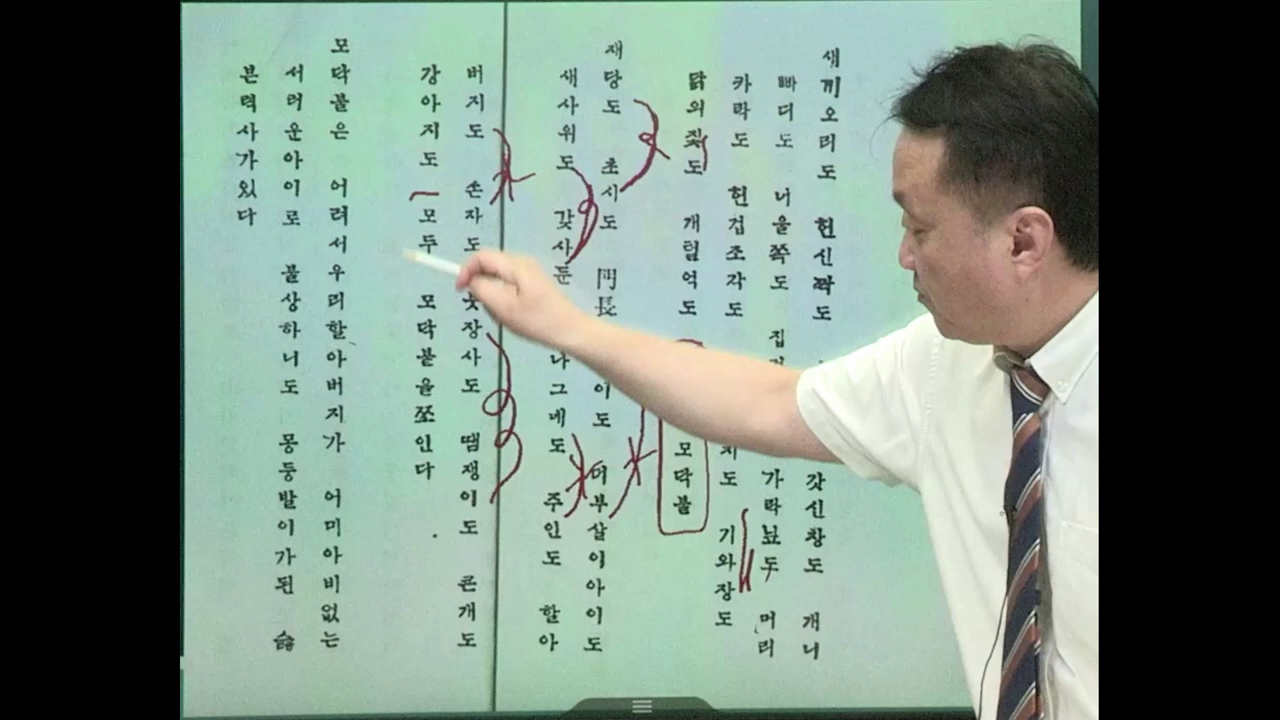 새끼오리도 헌신짝도 갓신창도 개니
빠디도 너울쪽도 가락닢도 머리
카락도 헌겁조각도 기와장도
닭의짗도 개터럭도 모닥불
재당도 초시도 門長 이도 더부살이아이도
새사위도 갖사둔 나그네도 주인도 할아
버지도 손자도 붓장사도 땜쟁이도 큰개도
강아지도 모두 모닥불을쪼인다
모닥불은 어려서우리할아버지가 어미아비없는
서러운아이로 불상하니도 몽둥발이가된 슳
븐력사가있다